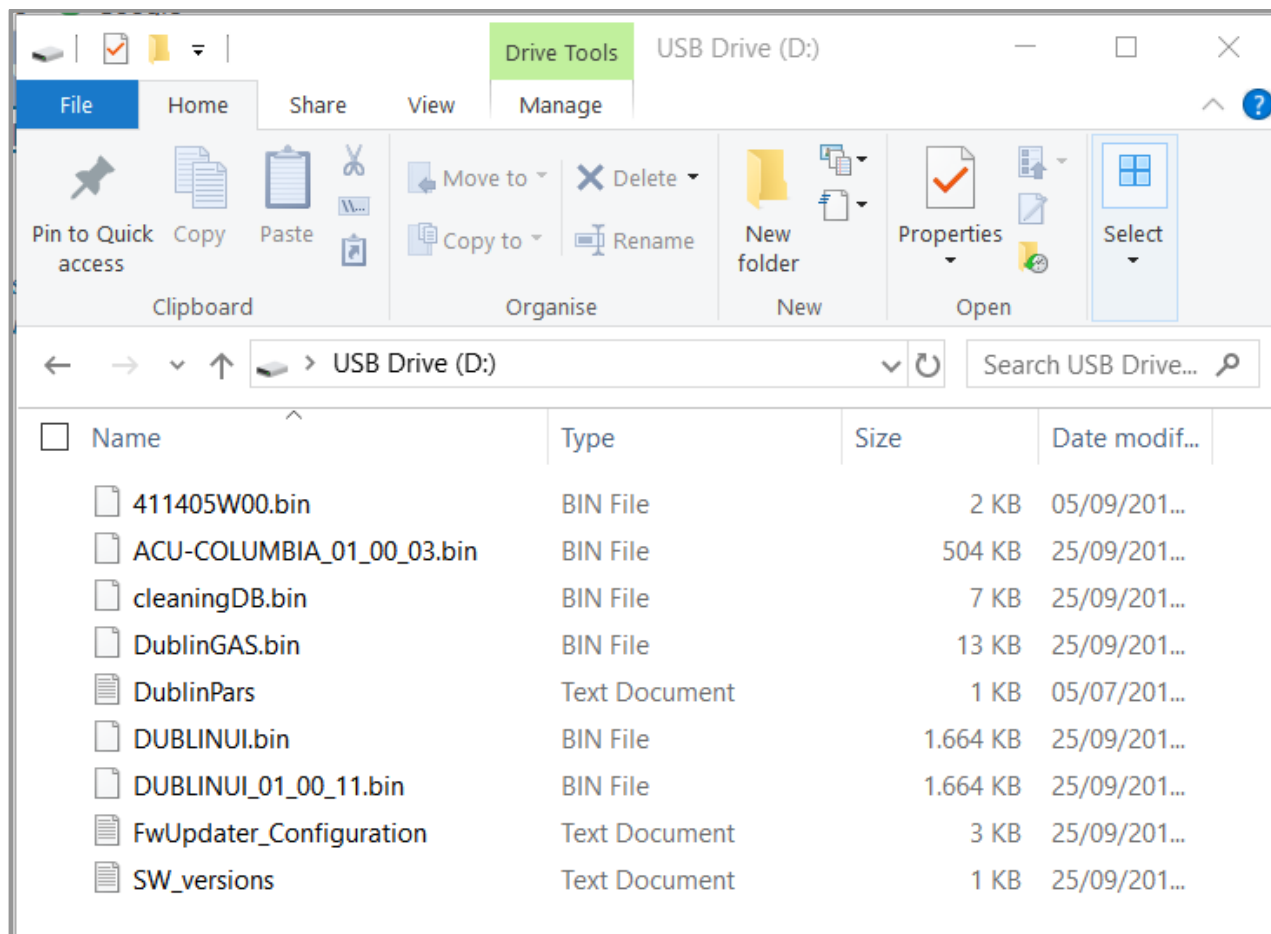 Drive Tools
USB Drive (D:)
File
Home
Share
View
Manage
?
Pin to Quick
access
Copy
Paste
W...
Clipboard
Move to
Copy to
Delete
Rename
Organise
New
folder
New
Properties
Open
Select
USB Drive (D:)
Search USB Drive...
Name
Type
Size
Date modif...
411405W00.bin BIN File 2 KB 05/09/201...
ACU-COLUMBIA_01_00_03.bin BIN File 504 KB 25/09/201...
cleaningDB.bin BIN File 7 KB 25/09/201...
DublinGAS.bin BIN File 13 KB 25/09/201...
DublinPars Text Document 1 KB 05/07/201...
DUBLINUI.bin BIN File 1.664 KB 25/09/201...
DUBLINUI_01_00_11.bin BIN File 1.664 KB 25/09/201...
FwUpdater_Configuration Text Document 3 KB 25/09/201...
SW_versions Text Document 1 KB 25/09/201...